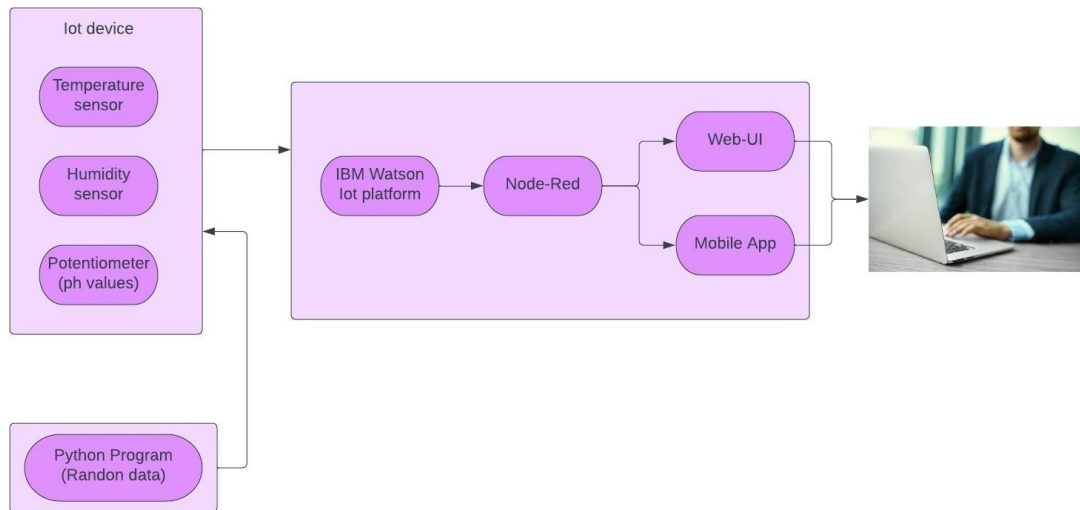 Iot device
Temperature
sensor
Humidity
sensor
Potentiometer
(ph values)
IBM Watson
Iot platform
Node-Red
Web-UI
Mobile App
Python Program
(Randon data)